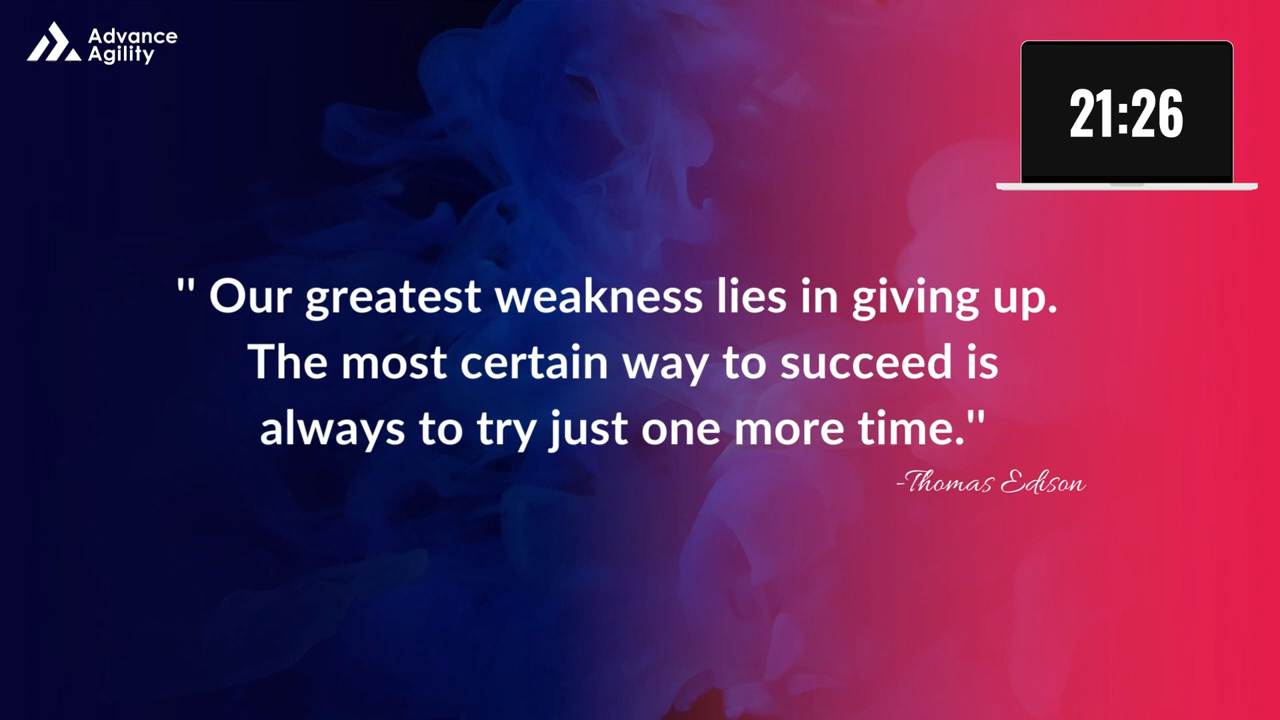 Advance
Agility
21:26
" Our greatest weakness lies in giving up.
The most certain way to succeed is
always to try just one more time."
-Thomas Edison